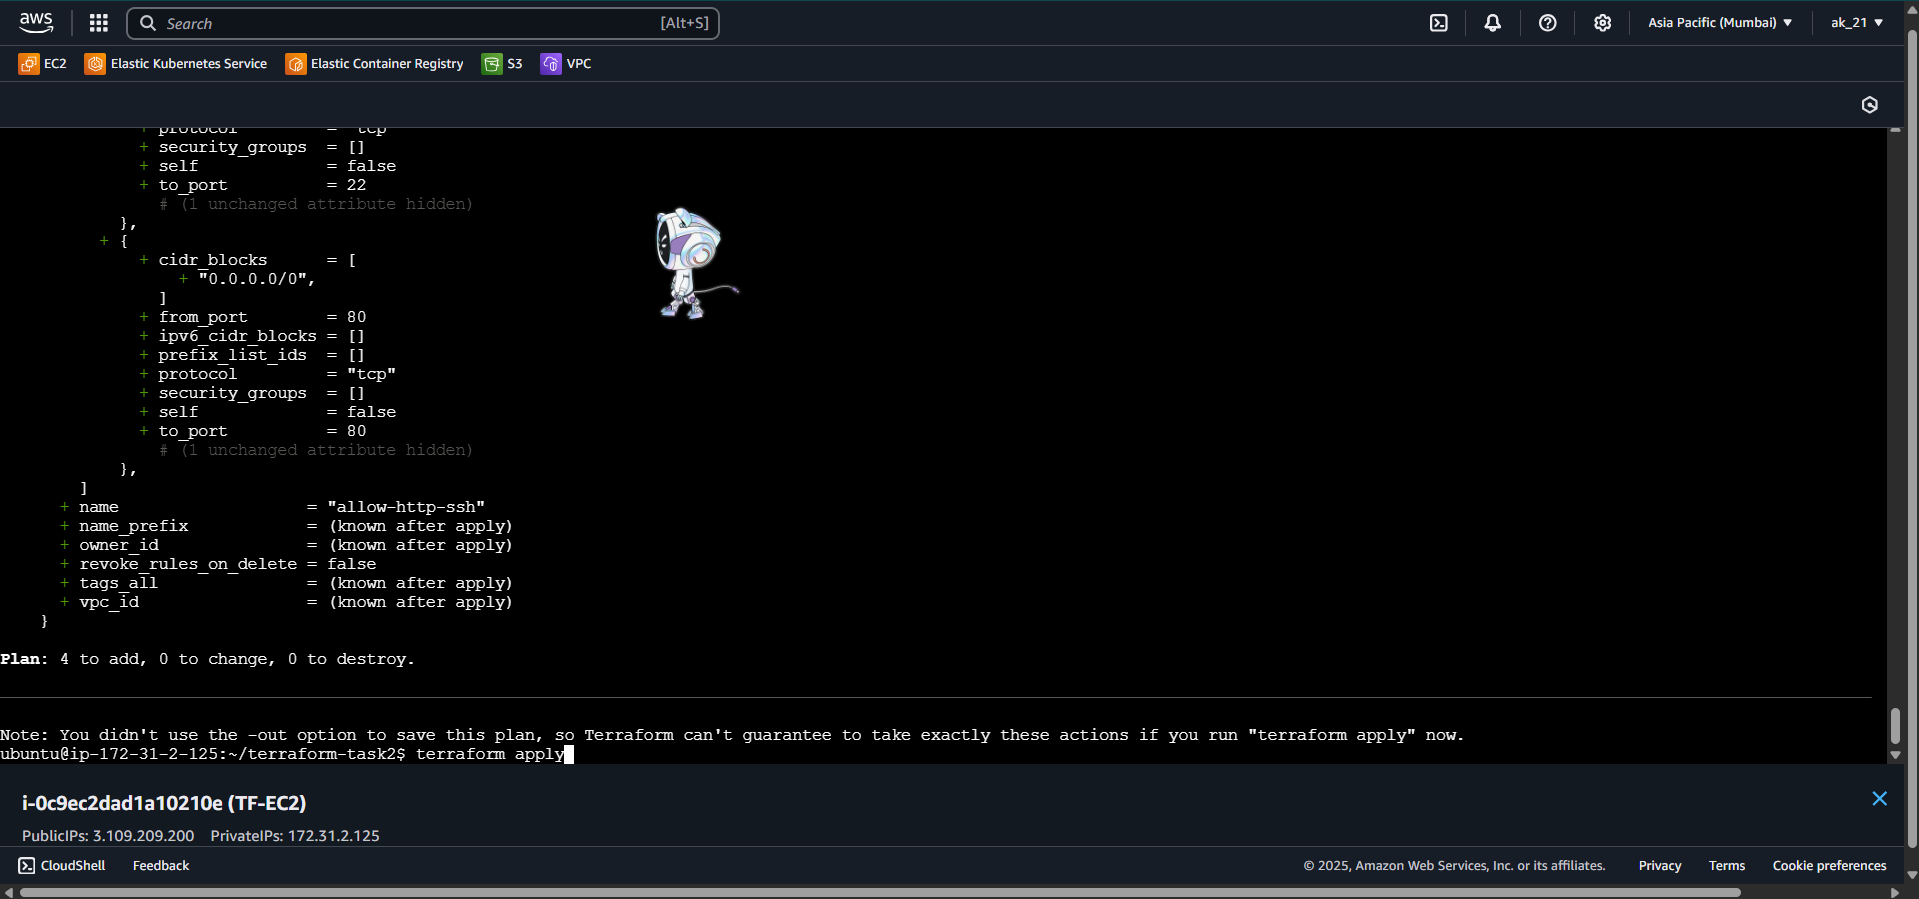 aws
Search
[Alt+S]
Asia Pacific (Mumbai) ▼
ak_21 ▼
EC2
Elastic Kubernetes Service
Elastic Container Registry
S3
VPC
+ protocol = "tcp"
+ security_groups = []
+ self = false
+ to_port = 22
# (1 unchanged attribute hidden)
},
+ {
+ cidr_blocks = [
+ "0.0.0.0/0",
]
+ from_port = 80
+ ipv6_cidr_blocks = []
+ prefix_list_ids = []
+ protocol = "tcp"
+ security_groups = []
+ self = false
+ to_port = 80
# (1 unchanged attribute hidden)
},
]
+ name = "allow-http-ssh"
+ name_prefix = (known after apply)
+ owner_id = (known after apply)
+ revoke_rules_on_delete = false
+ tags_all = (known after apply)
+ vpc_id = (known after apply)
}
Plan: 4 to add, 0 to change, 0 to destroy.
Note: You didn't use the -out option to save this plan, so Terraform can't guarantee to take exactly these actions if you run "terraform apply" now.
ubuntu@ip-172-31-2-125:~/terraform-task2$ terraform apply
i-0c9ec2dad1a10210e (TF-EC2)
PublicIPs: 3.109.209.200 PrivateIPs: 172.31.2.125
CloudShell
Feedback
© 2025, Amazon Web Services, Inc. or its affiliates.
Privacy
Terms
Cookie preferences